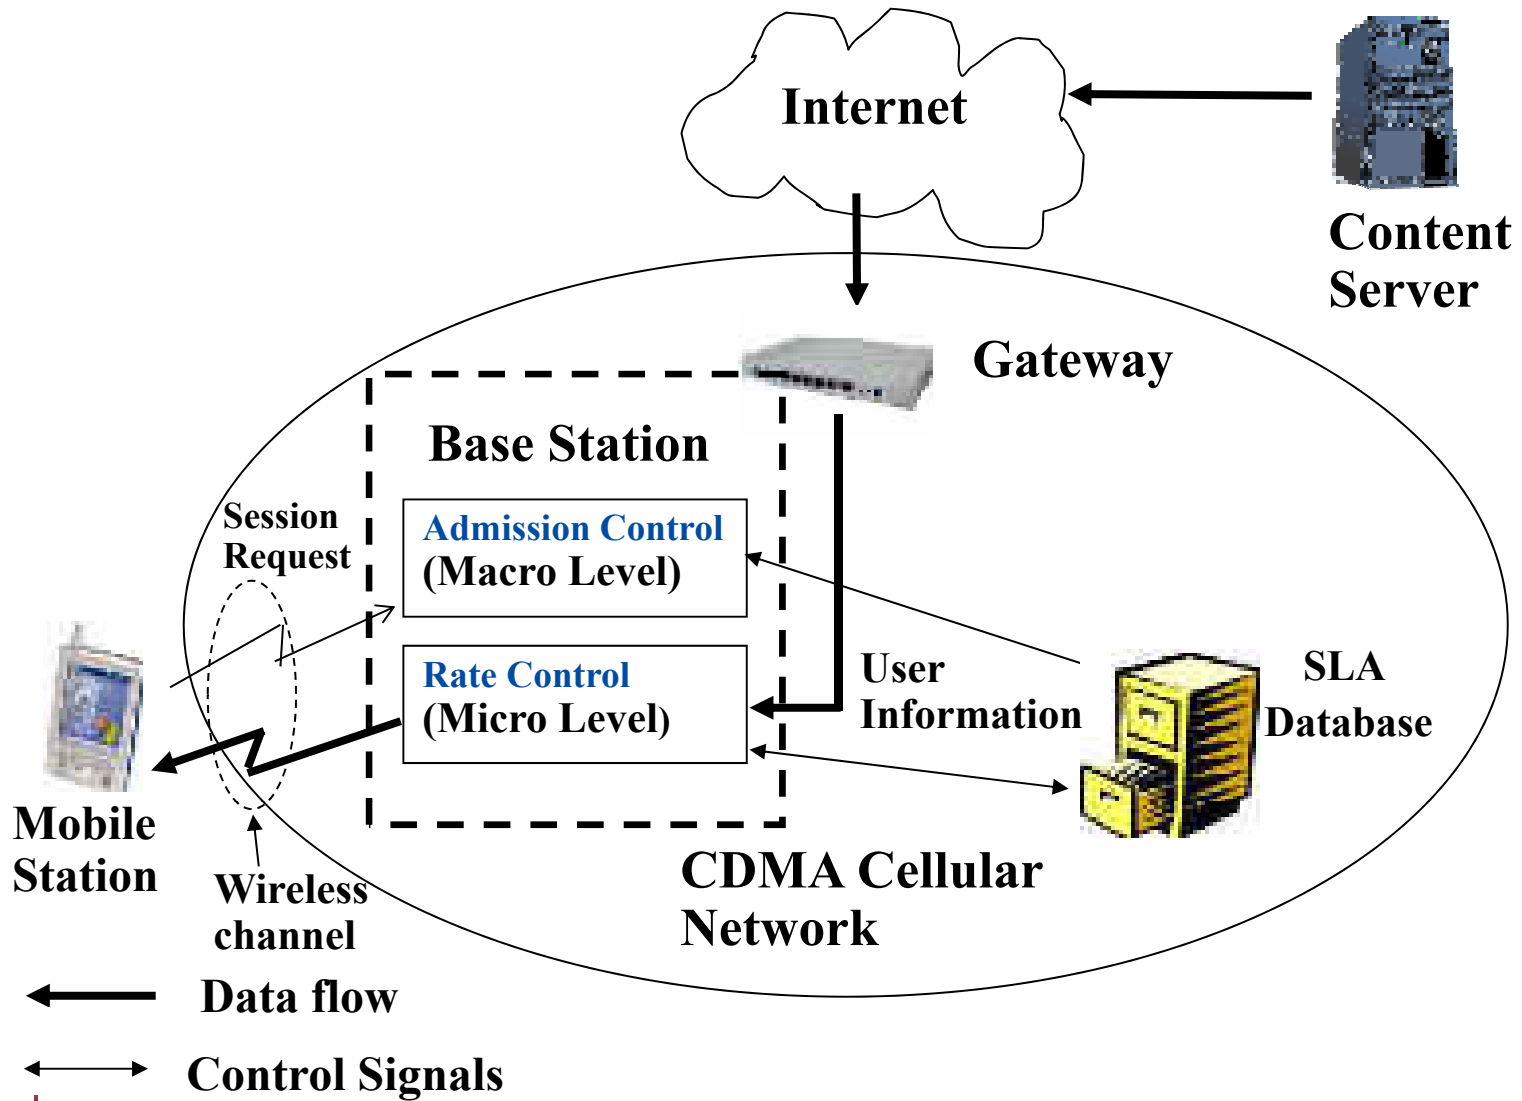 Internet
Content
Server
Gateway
Base Station
Session
Request
Admission Control
(Macro Level)
Rate Control
(Micro Level)
User
Information
SLA
Database
Mobile
Station
Wireless
channel
CDMA Cellular
Network
Data flow
Control Signals